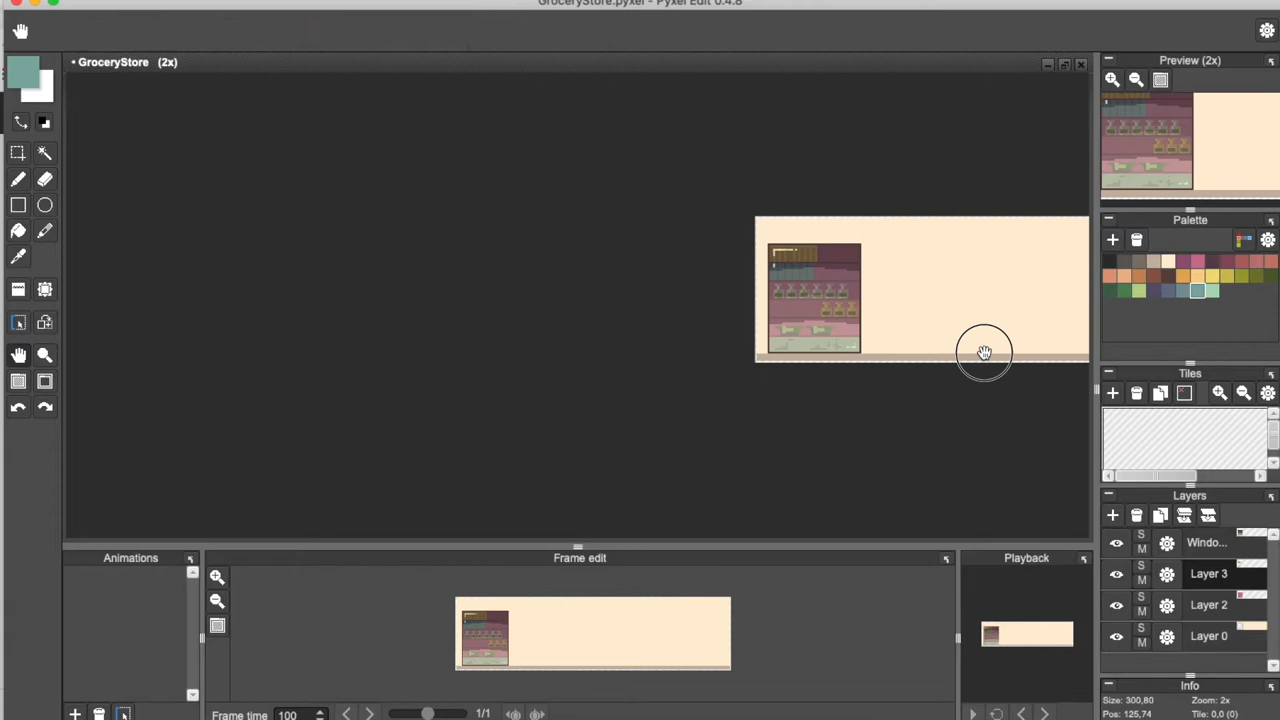 GroceryStore.pyxel - Pyxel Edit 0.4.8
• GroceryStore (2x)
Preview (2x)
Palette
Tiles
Layers
S
M
Windo...
S
M
Layer 3
S
M
Layer 2
S
M
Layer 0
Animations
Frame edit
Playback
Info
Size: 300,80
Zoom: 2x
Pos: 125,74
Tile: 0,0 (0)
Frame time
100
1/1